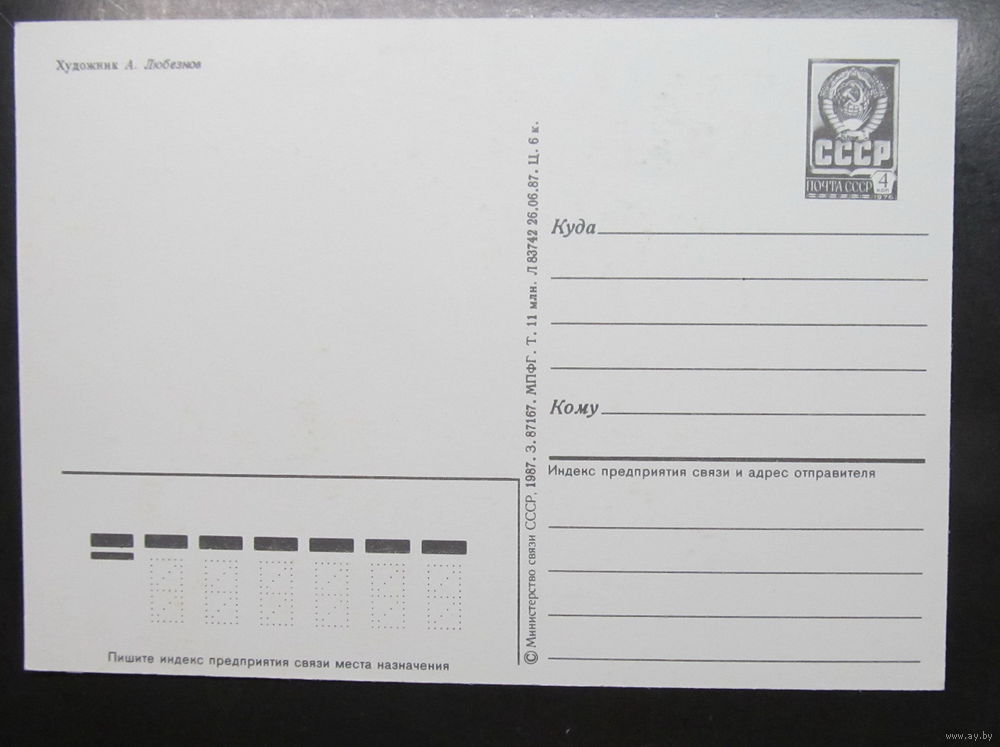 Художник А. Любезнов
СССР
ПОЧТА СССР
4
коп
1976
Куда
Кому
Индекс предприятия связи и адрес отправителя
© Министерство связи СССР, 1987. З. 87167. МПФГ. Т. 11 млн. Л 83742 26.06.87. Ц. 6 к.
Пишите индекс предприятия связи места назначения
www.ay.by